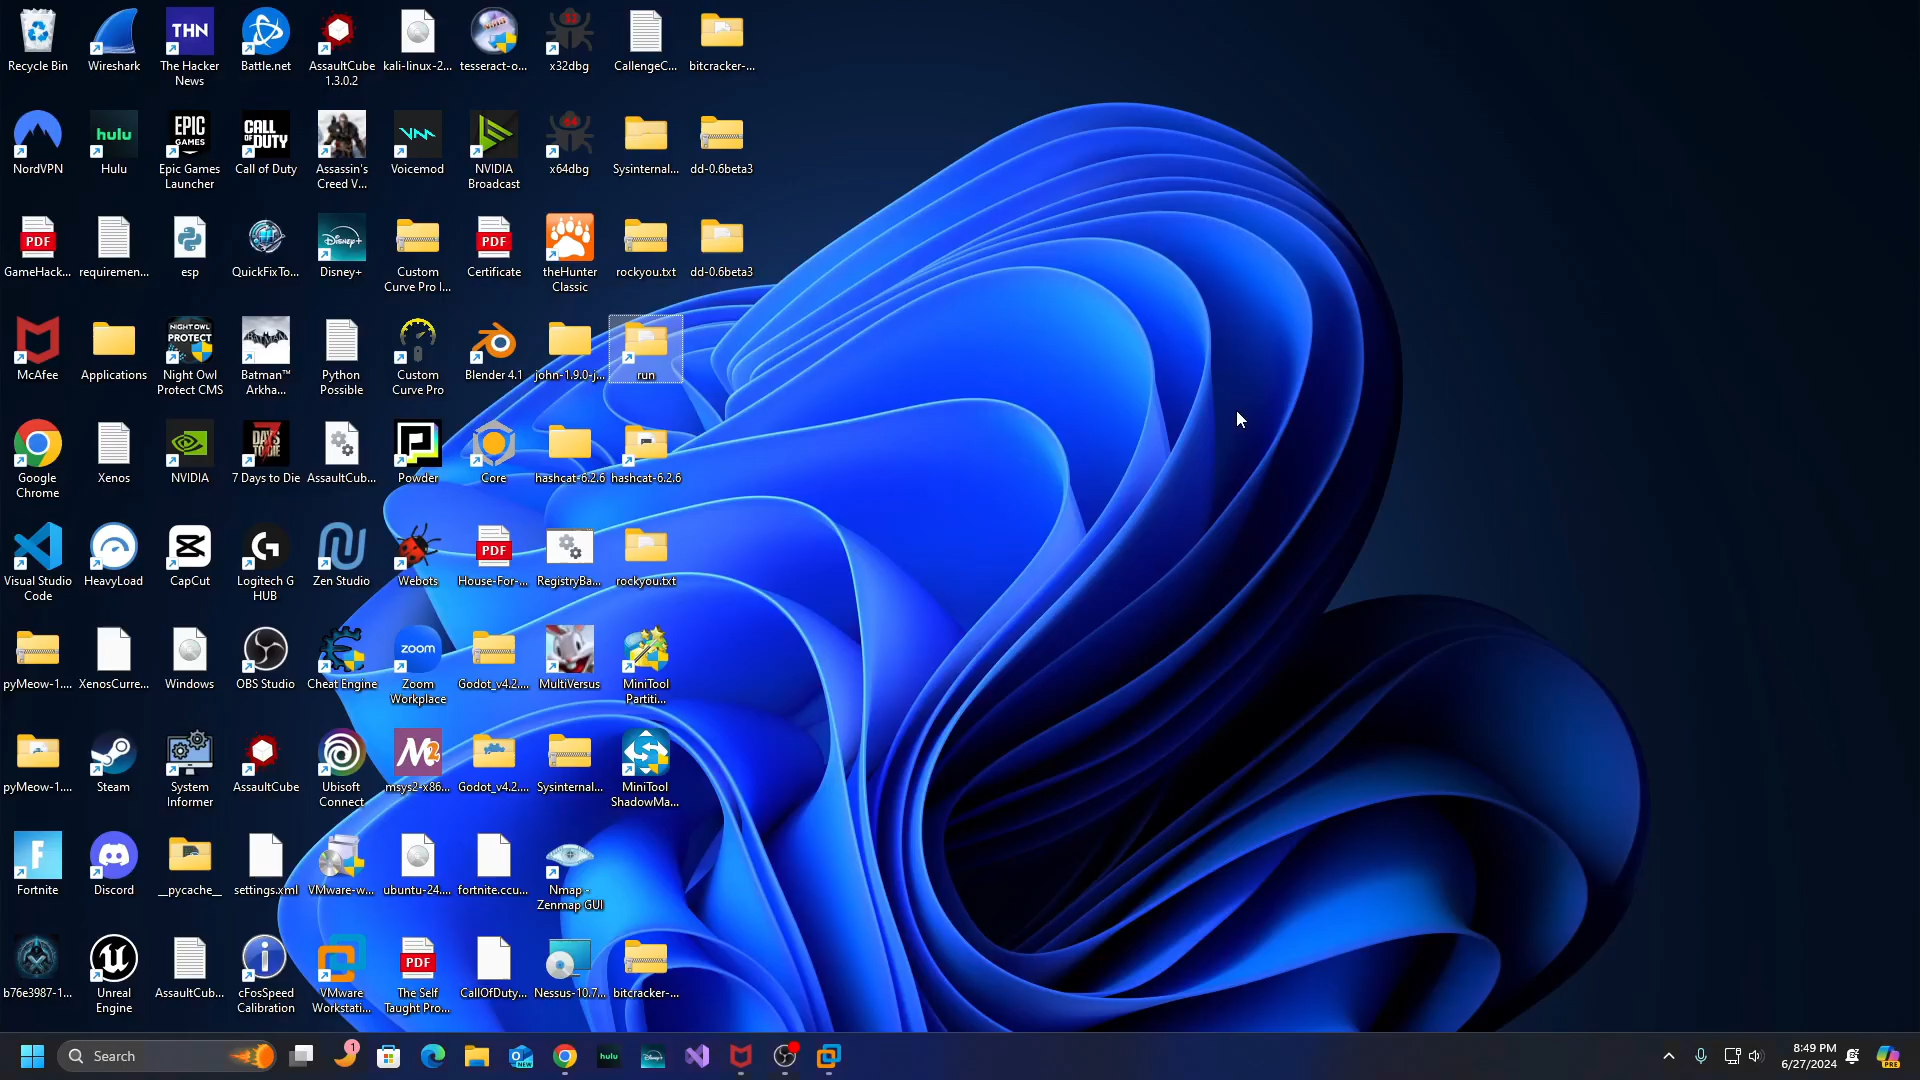 Recycle Bin
Wireshark
THN
The Hacker
News
Battle.net
AssaultCube
1.3.0.2
kali-linux-2...
tesseract-o...
32
x32dbg
CallengeC...
bitcracker-...
NordVPN
hulu
Hulu
EPIC
GAMES
Epic Games
Launcher
CALL OF
DUTY
Call of Duty
Assassin's
Creed V...
Voicemod
NVIDIA
Broadcast
64
x64dbg
Sysinternal...
dd-0.6beta3
PDF
GameHack...
requiremen...
esp
QuickFixTo...
Disney+
Disney+
Custom
Curve Pro I...
PDF
Certificate
theHunter
Classic
rockyou.txt
dd-0.6beta3
McAfee
Applications
NIGHT OWL
PROTECT
Night Owl
Protect CMS
BATMAN
Batman™
Arkha...
Python
Possible
Custom
Curve Pro
Blender 4.1
john-1.9.0-j...
run
Google
Chrome
Xenos
NVIDIA
7 DAYS TO DIE
7 Days to Die
AssaultCub...
Powder
Core
hashcat-6.2.6
hashcat-6.2.6
Visual Studio
Code
HeavyLoad
CapCut
Logitech G
HUB
Zen Studio
Webots
PDF
House-For-...
RegistryBa...
rockyou.txt
pyMeow-1....
XenosCurre...
Windows
OBS Studio
Cheat Engine
zoom
Zoom
Workplace
Godot_v4.2....
MultiVersus
MiniTool
Partiti...
pyMeow-1....
Steam
System
Informer
AssaultCube
Ubisoft
Connect
M2
msys2-x86...
Godot_v4.2....
Sysinternal...
MiniTool
ShadowMa...
Fortnite
Discord
__pycache__
settings.xml
VMware-w...
ubuntu-24....
fortnite.ccu...
Nmap -
Zenmap GUI
b76e3987-1...
Unreal
Engine
AssaultCub...
cFosSpeed
Calibration
VMware
Workstati...
PDF
The Self
Taught Pro...
CallOfDuty...
Nessus-10.7...
bitcracker-...
Search
1
NEW
hulu
Disney+
8:49 PM
6/27/2024
PRE